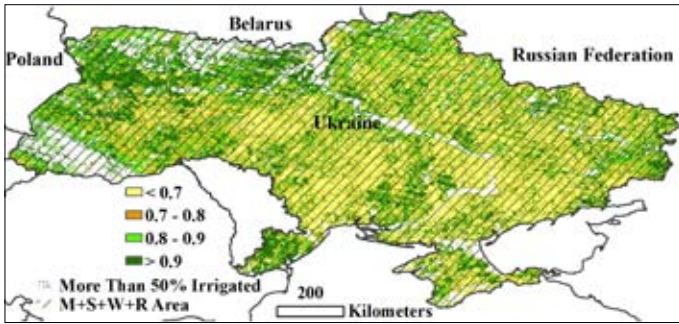 Belarus
Poland
Russian Federation
Ukraine
< 0.7
0.7 - 0.8
0.8 - 0.9
> 0.9
More Than 50% Irrigated
M+S+W+R Area
200
Kilometers